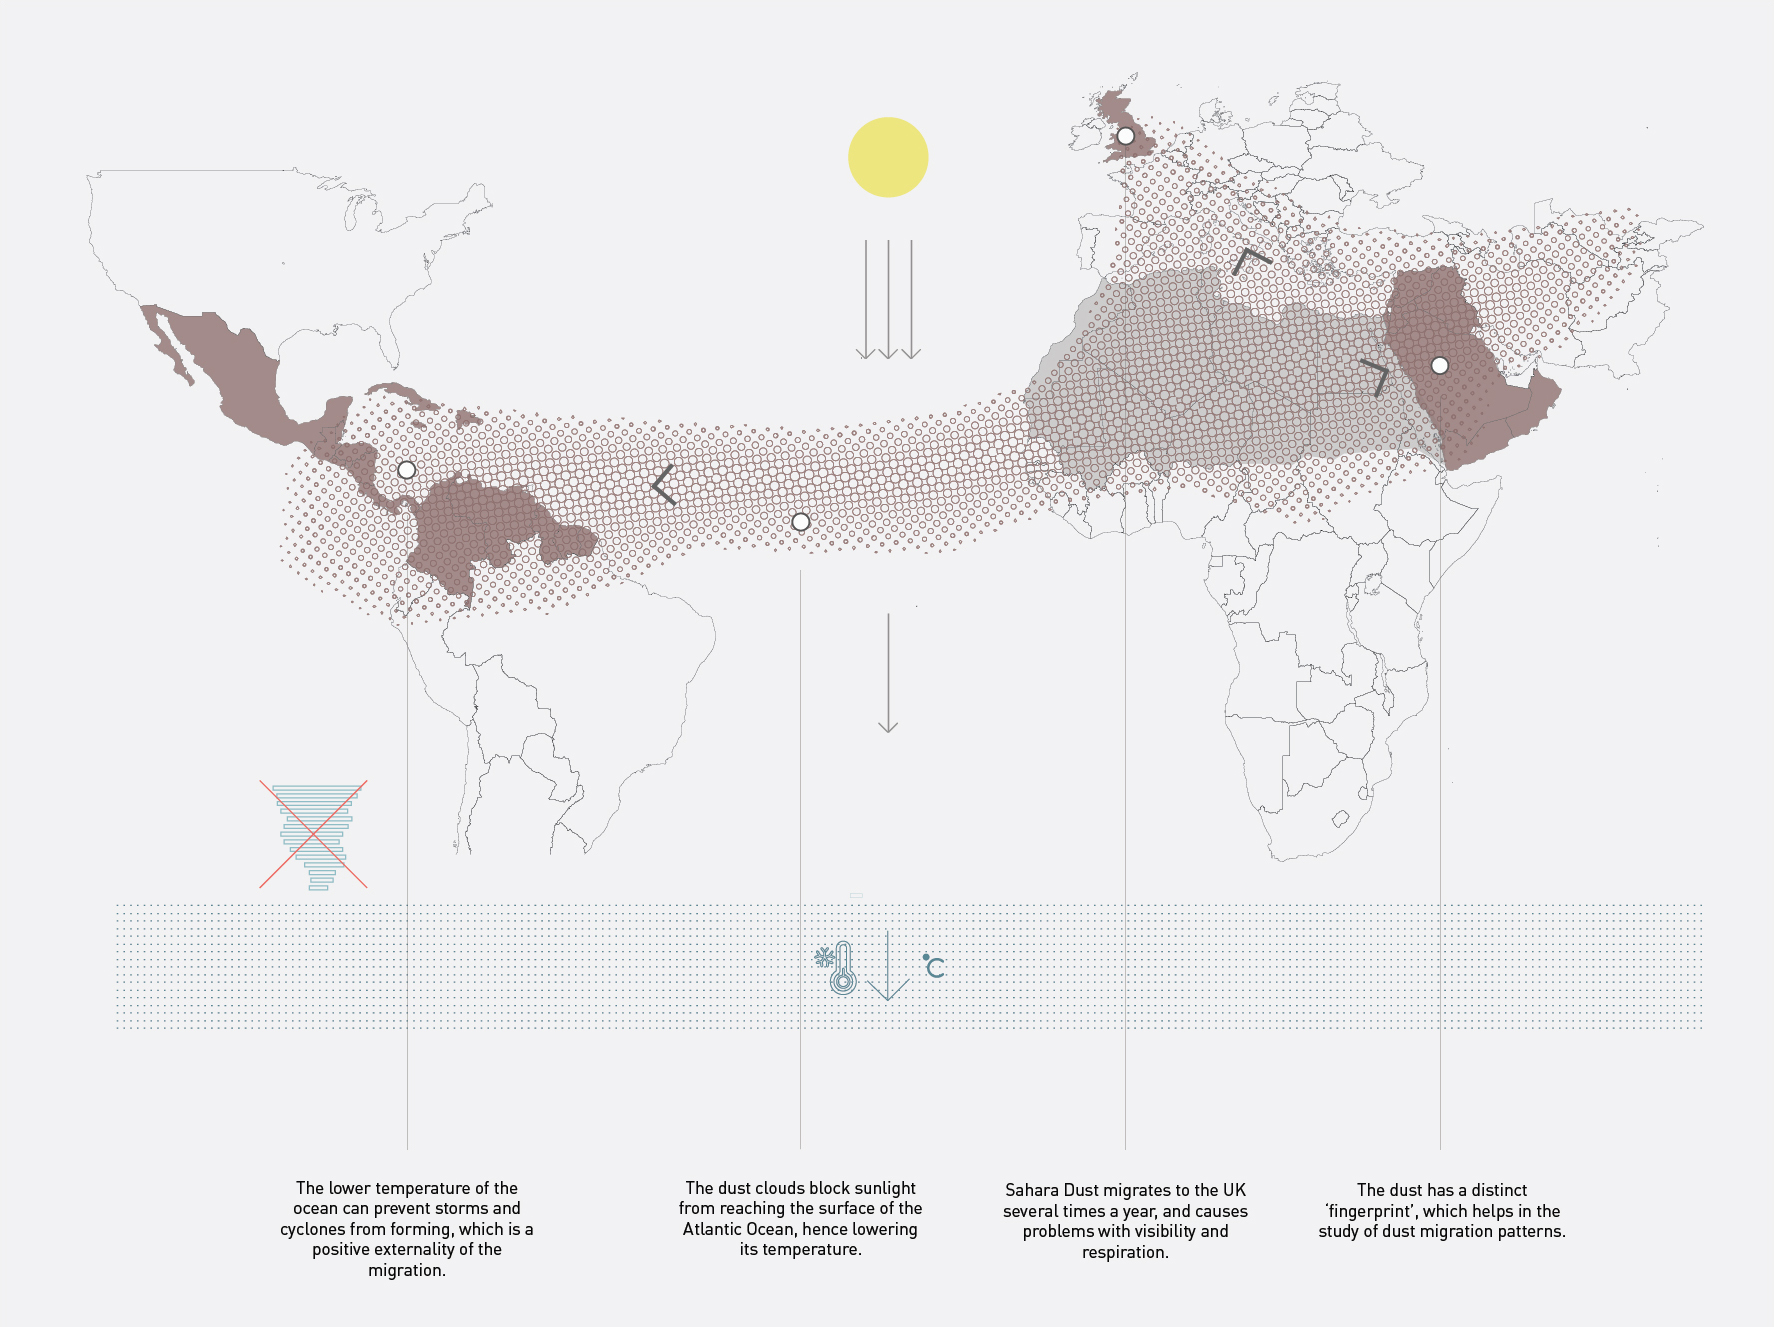 °C
The lower temperature of the
ocean can prevent storms and
cyclones from forming, which is a
positive externality of the
migration.
The dust clouds block sunlight
from reaching the surface of the
Atlantic Ocean, hence lowering
its temperature.
Sahara Dust migrates to the UK
several times a year, and causes
problems with visibility and
respiration.
The dust has a distinct
‘fingerprint’, which helps in the
study of dust migration patterns.